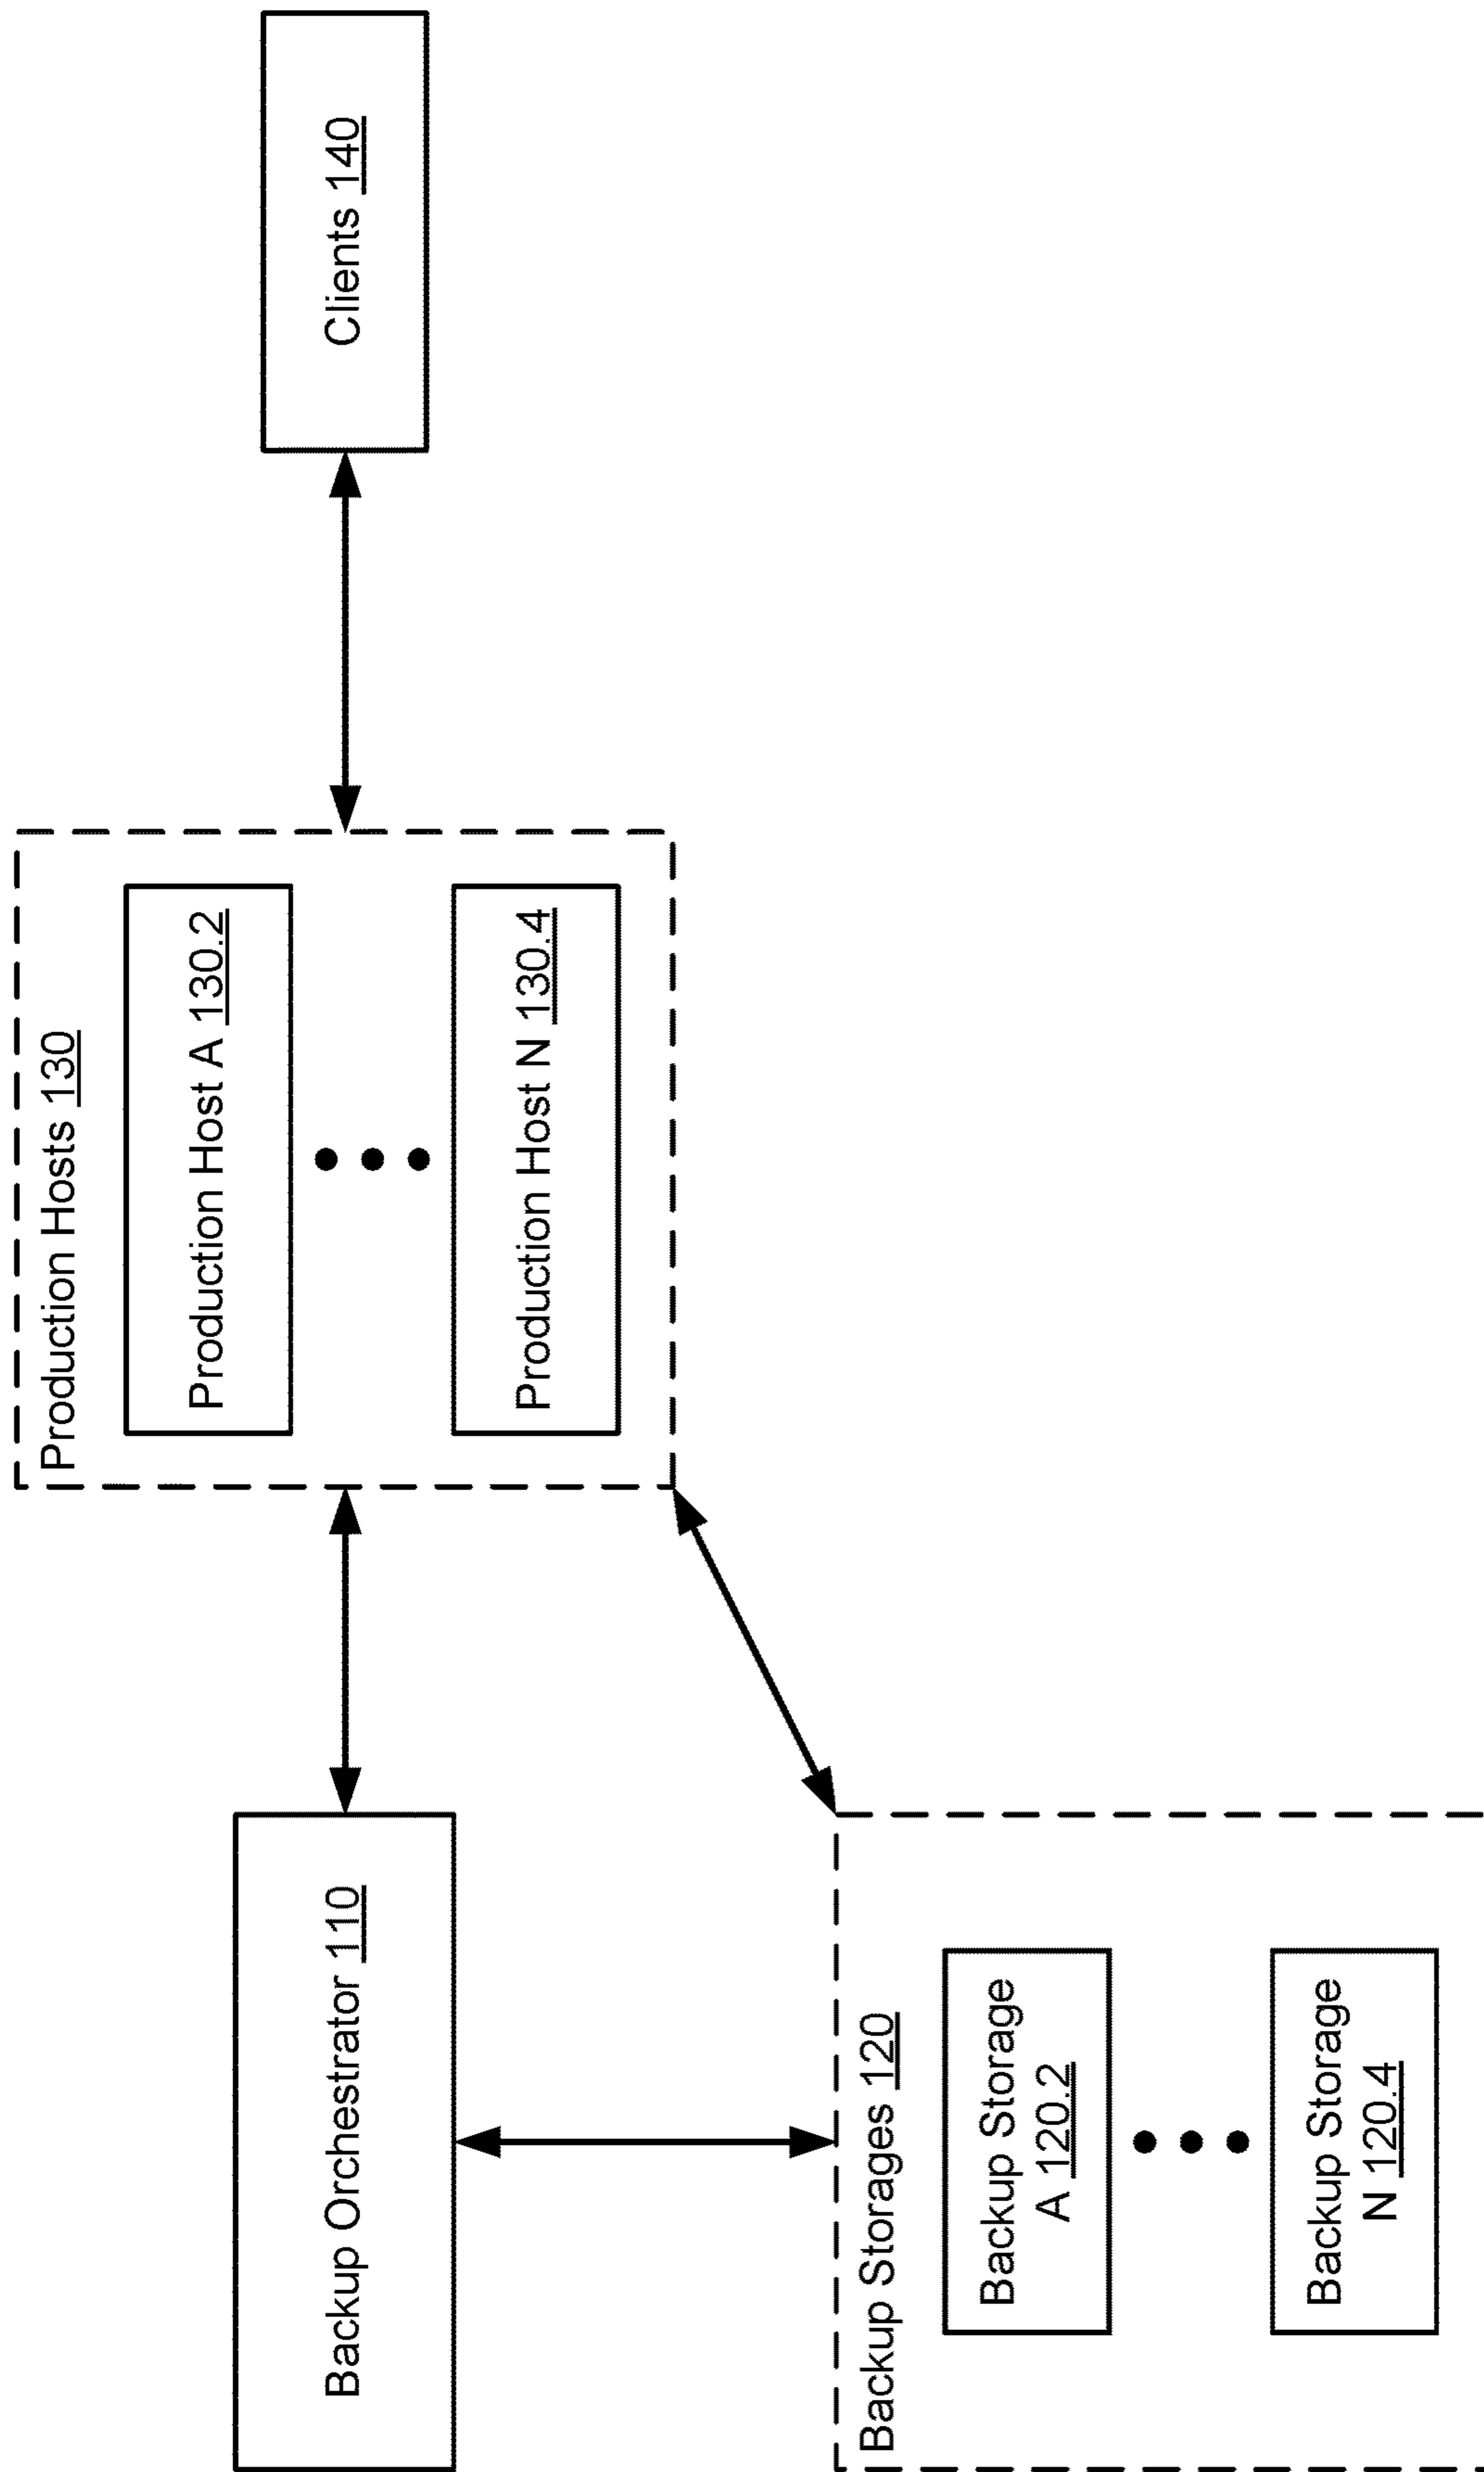 Backup Orchestrator 110
Production Hosts 130
Production Host A 130.2
Production Host N 130.4
Clients 140
Backup Storages 120
Backup Storage
A 120.2
Backup Storage
N 120.4